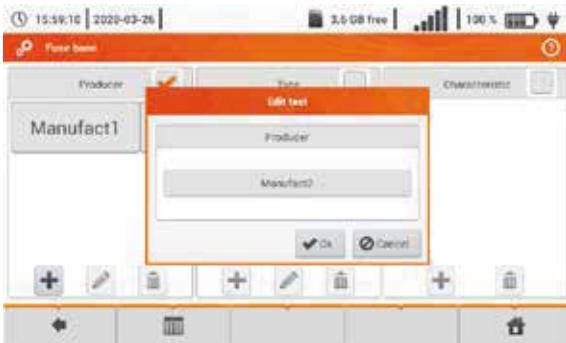 15:59:10 2020-03-26 3,5 GB free 100 %
Fuse base
Producer Type Characteristic
Edit text
Manufact1
Producer
Manufact2
Ok Cancel